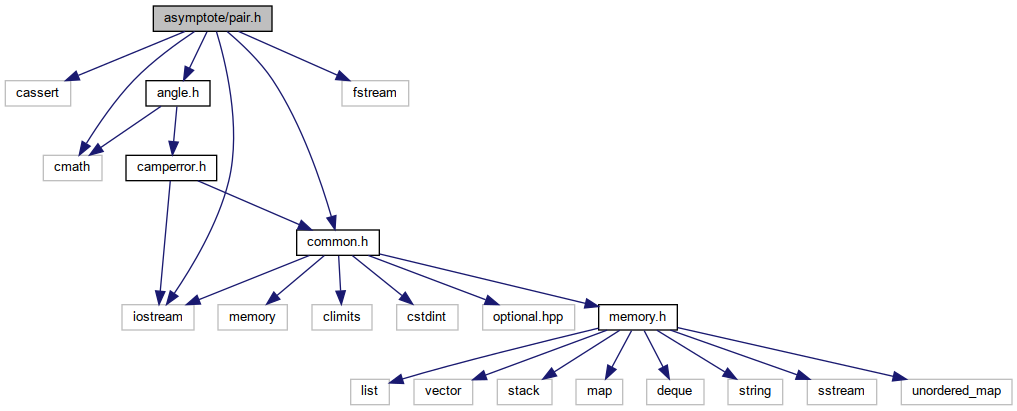 asymptote/pair.h
cassert
angle.h
fstream
cmath
camperror.h
common.h
iostream
memory
climits
cstdint
optional.hpp
memory.h
list
vector
stack
map
deque
string
sstream
unordered_map